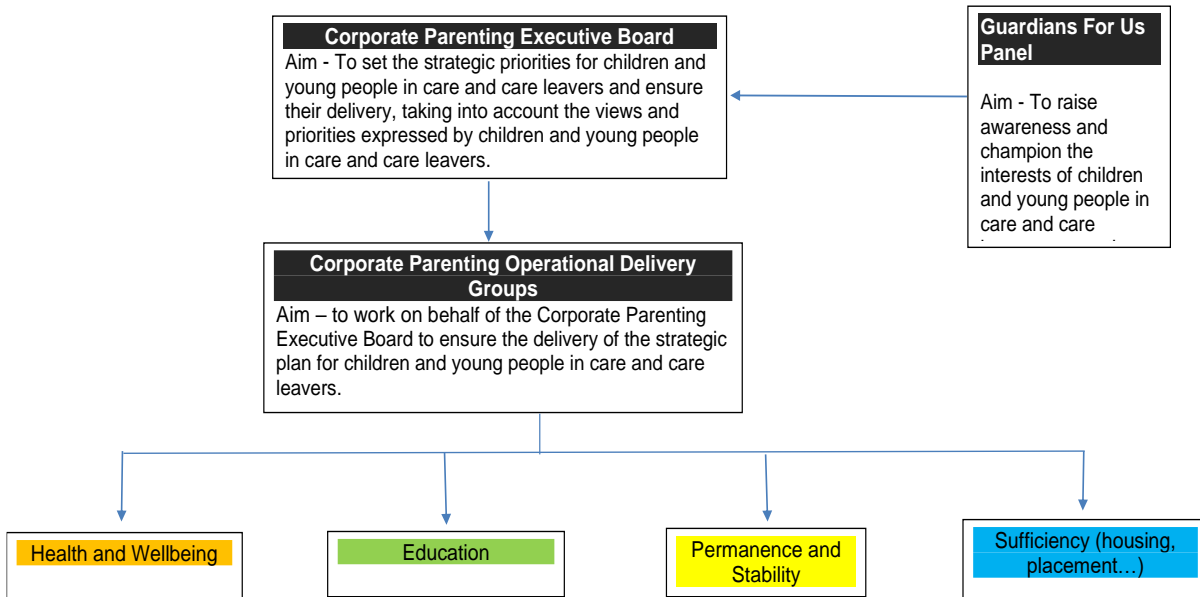 Corporate Parenting Executive Board
Aim - To set the strategic priorities for children and
young people in care and care leavers and ensure
their delivery, taking into account the views and
priorities expressed by children and young people
in care and care leavers.
Guardians For Us
Panel
Aim - To raise
awareness and
champion the
interests of children
and young people in
care and care
Corporate Parenting Operational Delivery
Groups
Aim – to work on behalf of the Corporate Parenting
Executive Board to ensure the delivery of the strategic
plan for children and young people in care and care
leavers.
Health and Wellbeing
Education
Permanence and
Stability
Sufficiency (housing,
placement…)